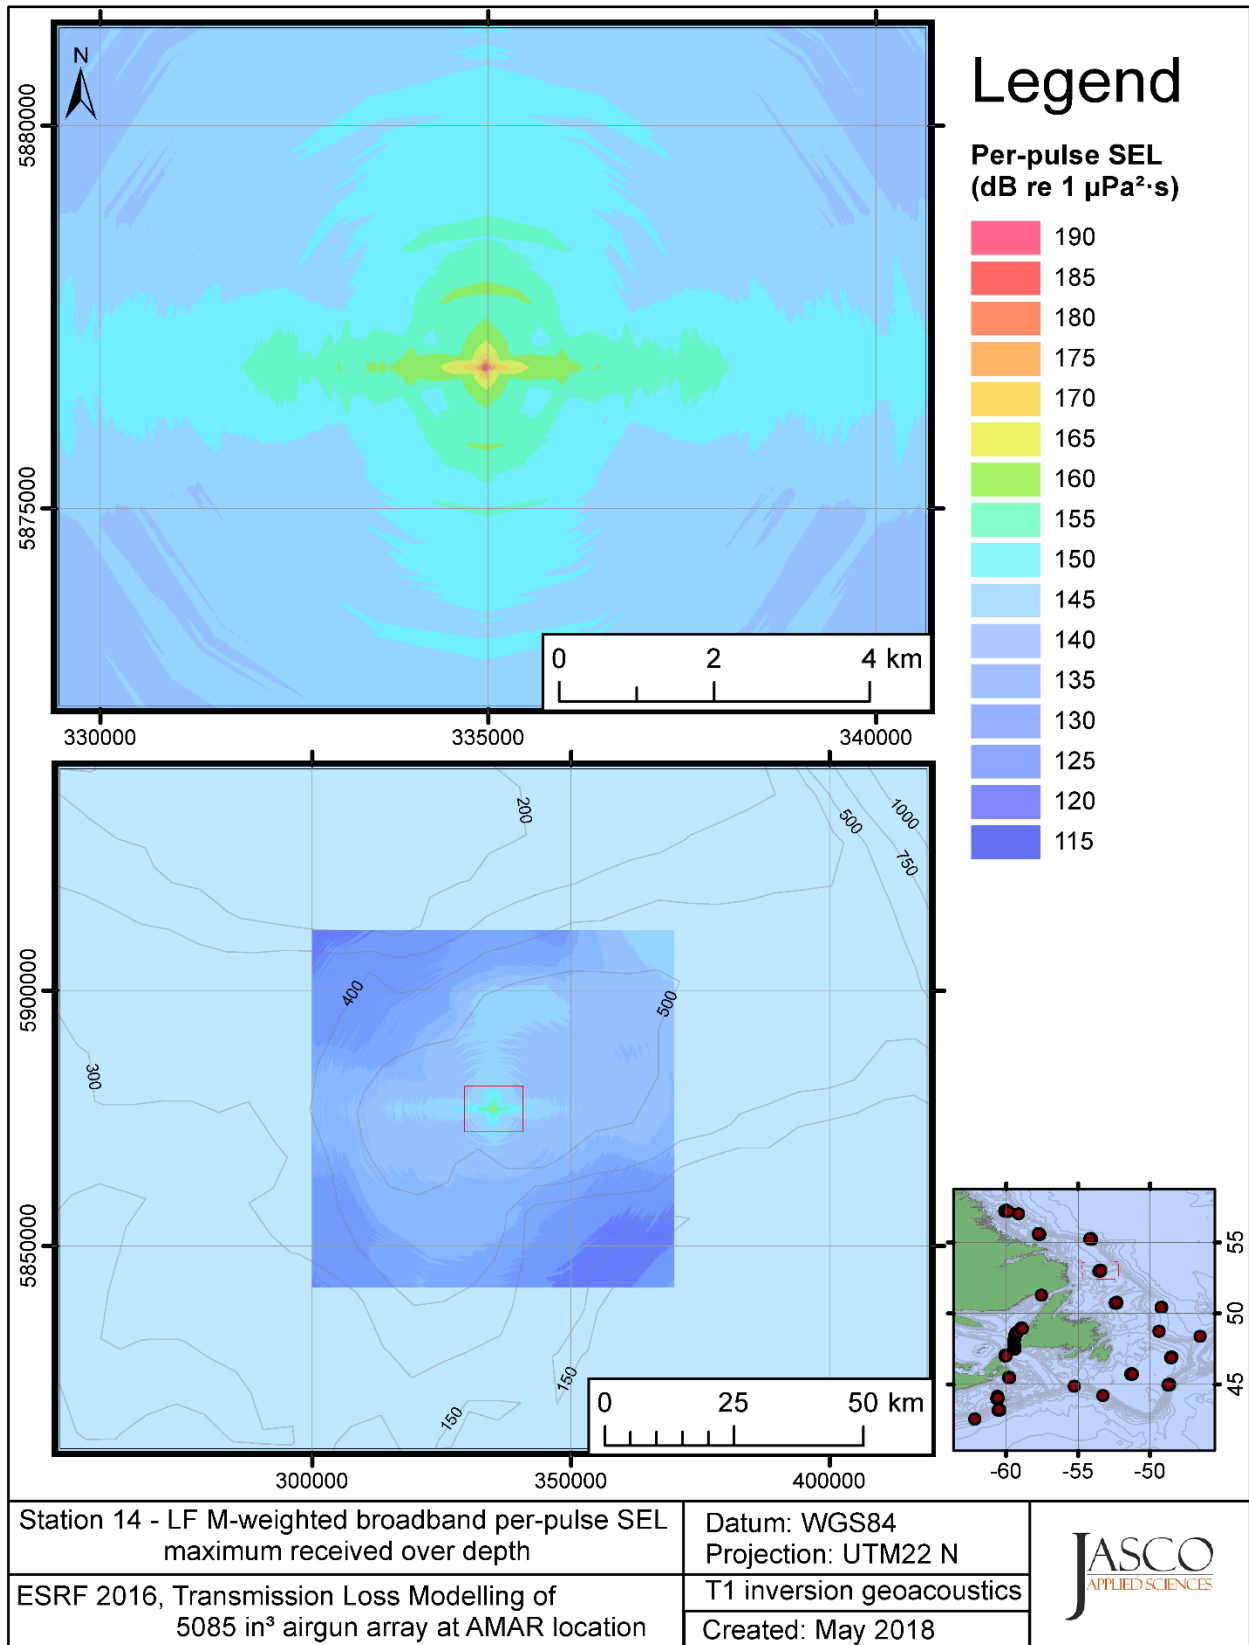 N
5880000
5875000
330000
335000
340000
0
2
4 km
Legend
Per-pulse SEL
(dB re 1 µPa²·s)
190
185
180
175
170
165
160
155
150
145
140
135
130
125
120
115
200
500
1000
750
400
500
300
150
150
5900000
5850000
0
25
50 km
300000
350000
400000
55
50
45
-60
-55
-50
Station 14 - LF M-weighted broadband per-pulse SEL
maximum received over depth
ESRF 2016, Transmission Loss Modelling of
5085 in³ airgun array at AMAR location
Datum: WGS84
Projection: UTM22 N
T1 inversion geoacoustics
Created: May 2018
JASCO
APPLIED SCIENCES